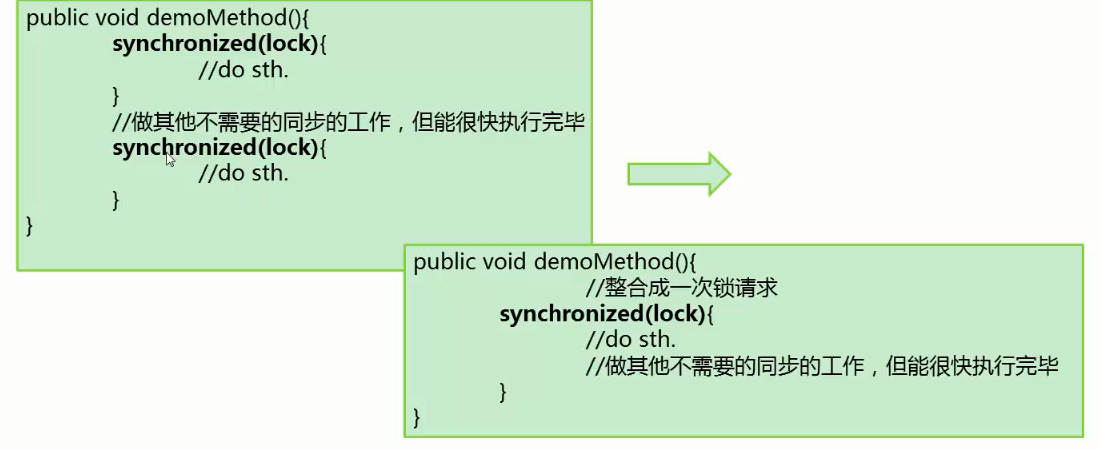 public void demoMethod(){
synchronized(lock){
//do sth.
}
//做其他不需要的同步的工作，但能很快执行完毕
synchronized(lock){
//do sth.
}
}
public void demoMethod(){
//整合成一次锁请求
synchronized(lock){
//do sth.
//做其他不需要的同步的工作，但能很快执行完毕
}
}